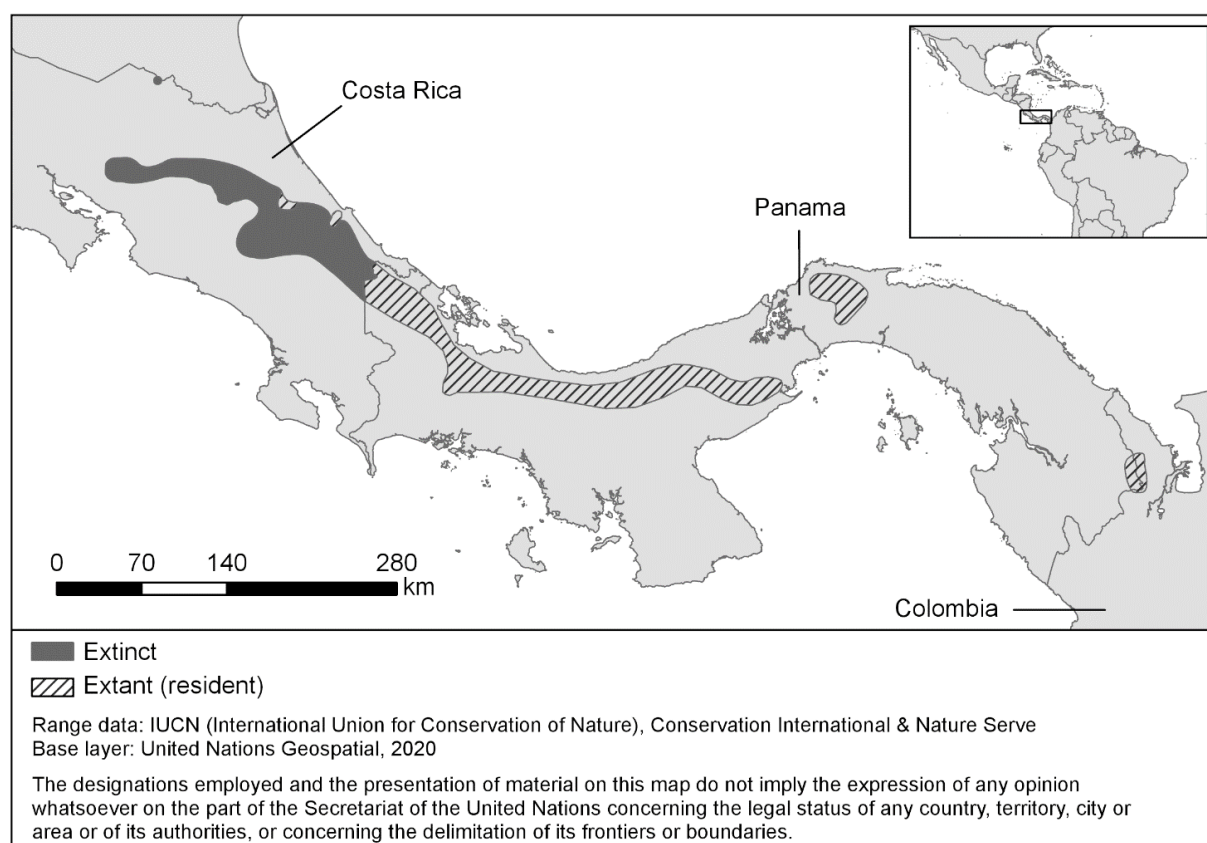 Costa Rica
Panama
Colombia
0 70 140 280
km
Extinct
Extant (resident)
Range data: IUCN (International Union for Conservation of Nature), Conservation International & Nature Serve
Base layer: United Nations Geospatial, 2020
The designations employed and the presentation of material on this map do not imply the expression of any opinion
whatsoever on the part of the Secretariat of the United Nations concerning the legal status of any country, territory, city or
area or of its authorities, or concerning the delimitation of its frontiers or boundaries.